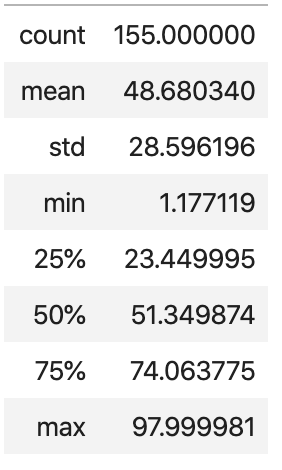 count 155.000000
mean 48.680340
std 28.596196
min 1.177119
25% 23.449995
50% 51.349874
75% 74.063775
max 97.999981